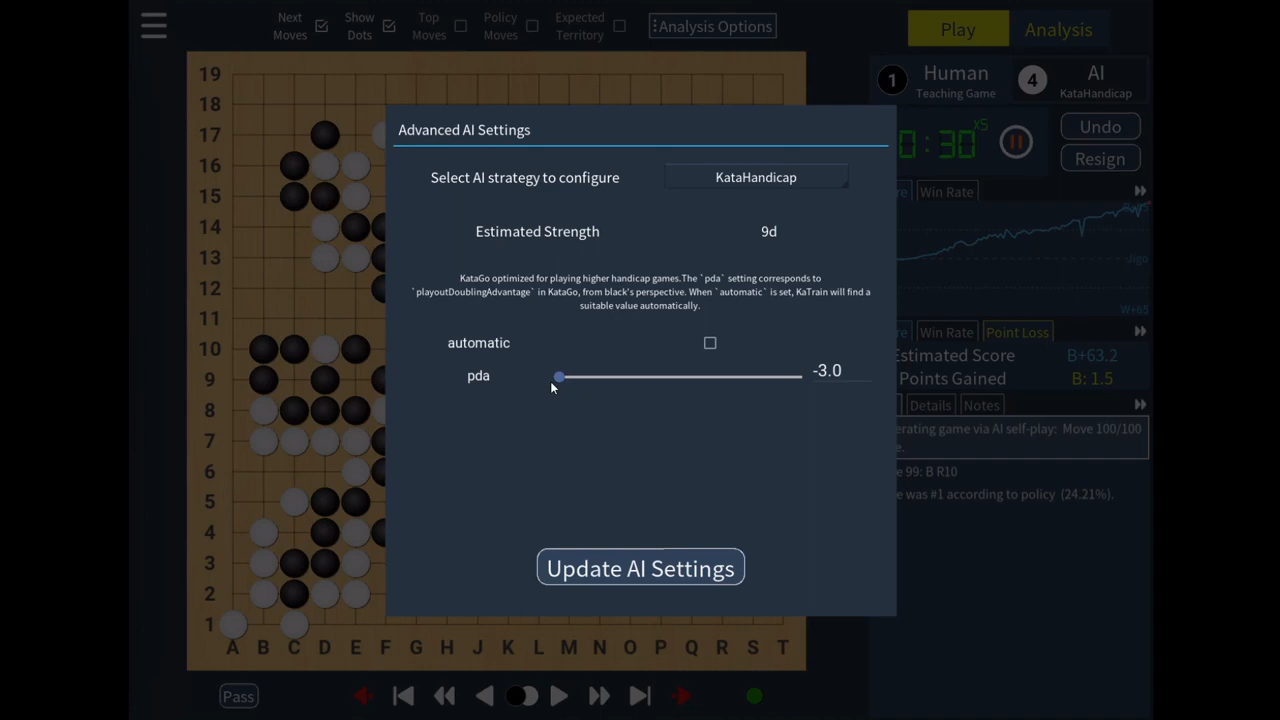 Next Moves
Show Dots
Top Moves
Policy Moves
Expected Territory
Analysis Options
Play
Analysis
1
Human
Teaching Game
4
AI
KataHandicap
0:30
x5
Undo
Resign
Win Rate
Jigo
W+65
Win Rate
Point Loss
Estimated Score
B+63.2
Points Gained
B: 1.5
Details
Notes
erating game via AI self-play: Move 100/100
e.
e 99: B R10
e was #1 according to policy (24.21%).
Advanced AI Settings
Select AI strategy to configure
KataHandicap
Estimated Strength
9d
KataGo optimized for playing higher handicap games.The `pda` setting corresponds to
`playoutDoublingAdvantage` in KataGo, from black's perspective. When `automatic` is set, KaTrain will find a
suitable value automatically.
automatic
pda
-3.0
Update AI Settings
19
18
17
16
15
14
13
12
11
10
9
8
7
6
5
4
3
2
1
A B C D E F G H J K L M N O P Q R S T
Pass